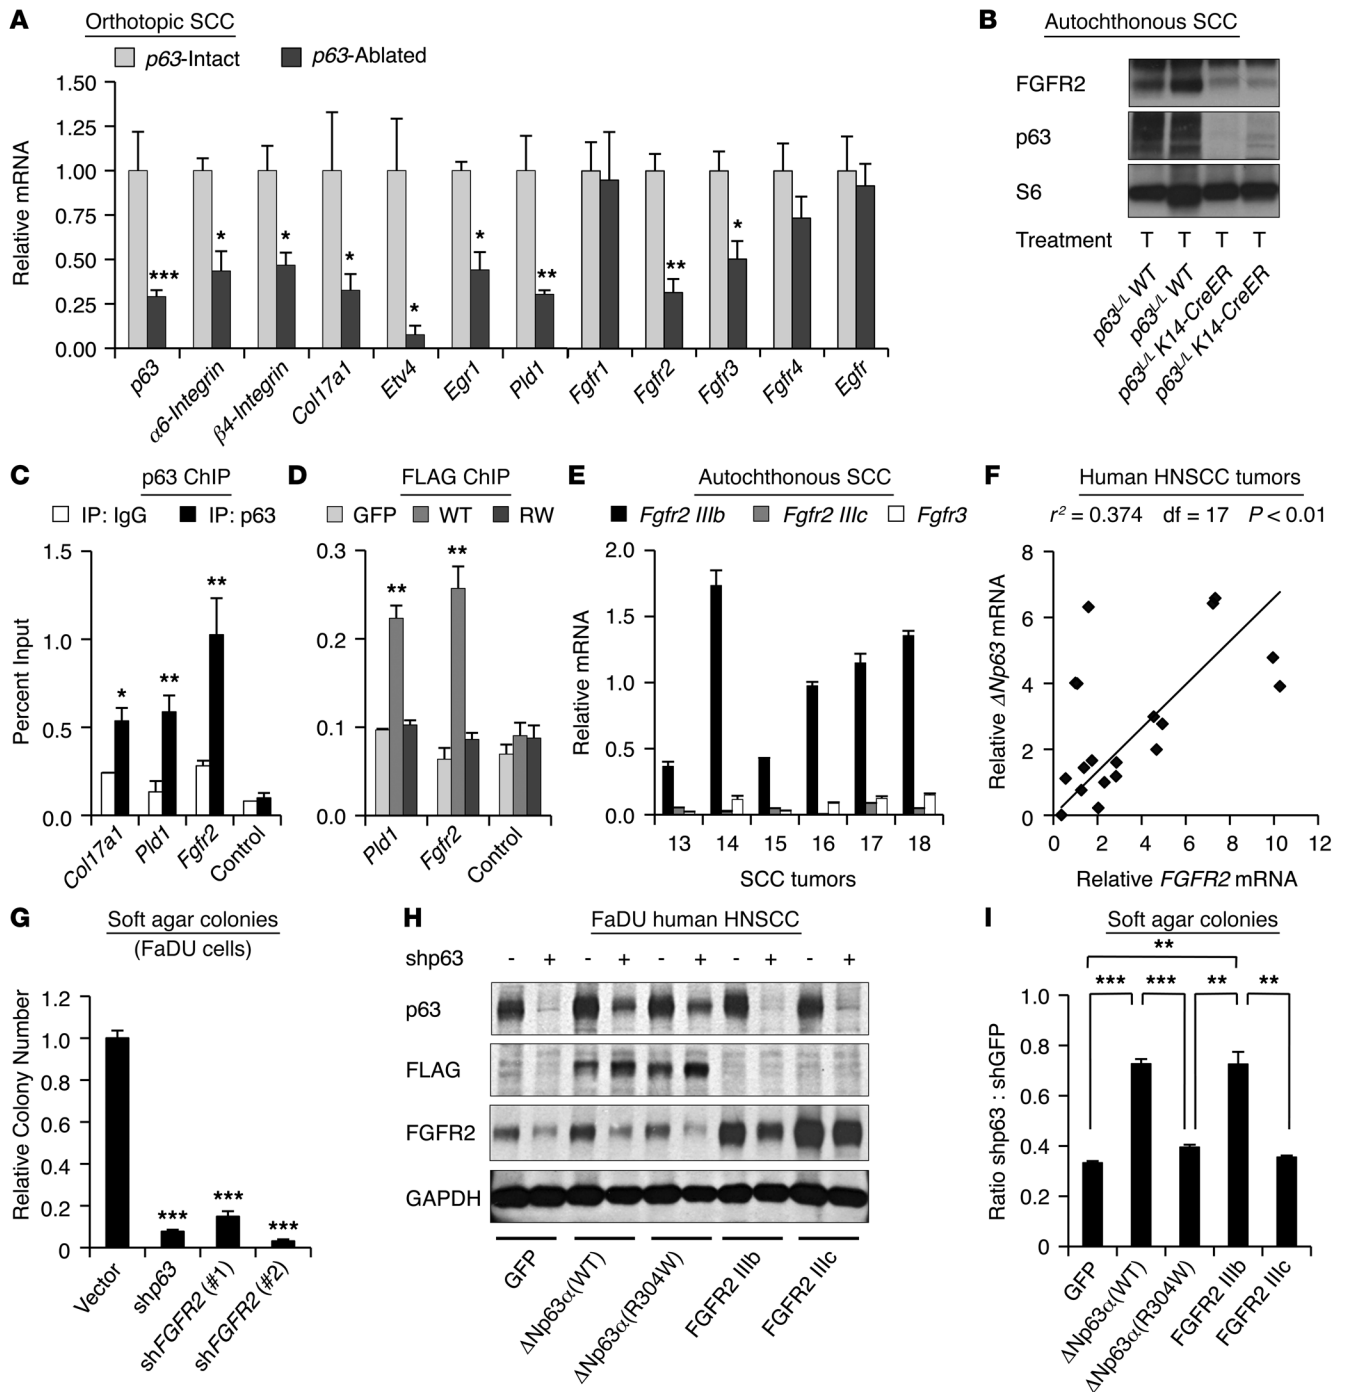 A Orthotopic SCC
p63-Intact p63-Ablated
Relative mRNA
1.50
1.25
1.00
0.75
0.50
0.25
0.00
*** * * * * * ** ** *
p63 α6-Integrin β4-Integrin Col17a1 Etv4 Egr1 Pld1 Fgfr1 Fgfr2 Fgfr3 Fgfr4 Egfr
B Autochthonous SCC
FGFR2
p63
S6
Treatment T T T T
p63L/L WT p63L/L WT p63L/L K14-CreER p63L/L K14-CreER
C p63 ChIP
IP: IgG IP: p63
Percent Input
1.5
1.0
0.5
0.0
* ** **
Col17a1 Pld1 Fgfr2 Control
D FLAG ChIP
GFP WT RW
0.3
0.2
0.1
0.0
** **
Pld1 Fgfr2 Control
E Autochthonous SCC
Fgfr2 IIIb Fgfr2 IIIc Fgfr3
Relative mRNA
2.0
1.5
1.0
0.5
0.0
13 14 15 16 17 18
SCC tumors
F Human HNSCC tumors
r2 = 0.374 df = 17 P < 0.01
Relative ΔNp63 mRNA
8
6
4
2
0
0 2 4 6 8 10 12
Relative FGFR2 mRNA
G Soft agar colonies
(FaDU cells)
Relative Colony Number
1.2
1.0
0.8
0.6
0.4
0.2
0
*** *** ***
Vector shp63 shFGFR2 (#1) shFGFR2 (#2)
H FaDU human HNSCC
shp63 - + - + - + - + - +
p63
FLAG
FGFR2
GAPDH
GFP ΔNp63α(WT) ΔNp63α(R304W) FGFR2 IIIb FGFR2 IIIc
I Soft agar colonies
**
*** *** ** **
Ratio shp63 : shGFP
1.0
0.8
0.6
0.4
0.2
0
GFP ΔNp63α(WT) ΔNp63α(R304W) FGFR2 IIIb FGFR2 IIIc